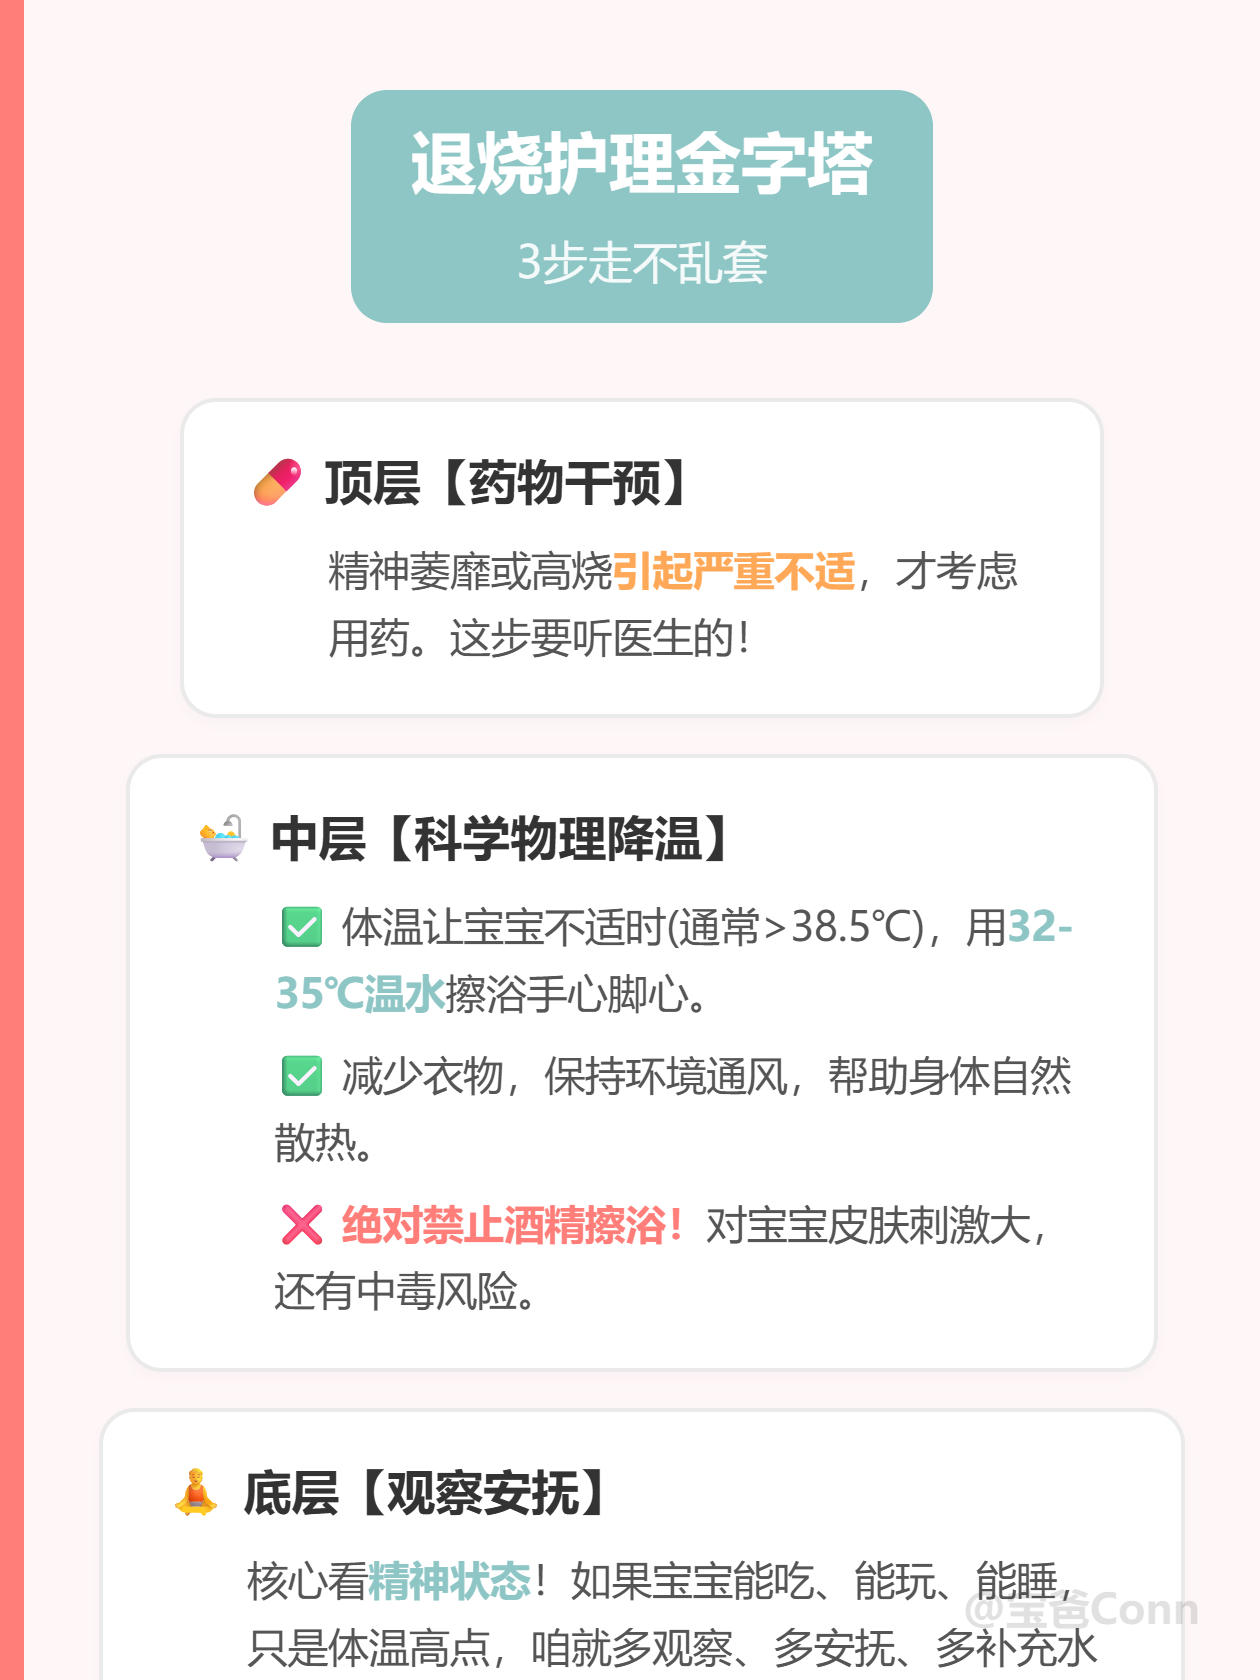 退烧护理金字塔
3步走不乱套
顶层【药物干预】
精神萎靡或高烧引起严重不适，才考虑
用药。这步要听医生的！
中层【科学物理降温】
体温让宝宝不适时(通常>38.5℃)，用32-
35℃温水擦浴手心脚心。
减少衣物，保持环境通风，帮助身体自然
散热。
绝对禁止酒精擦浴！对宝宝皮肤刺激大，
还有中毒风险。
底层【观察安抚】
核心看精神状态！如果宝宝能吃、能玩、能睡，
@宝爸Conn
只是体温高点，咱就多观察、多安抚、多补充水